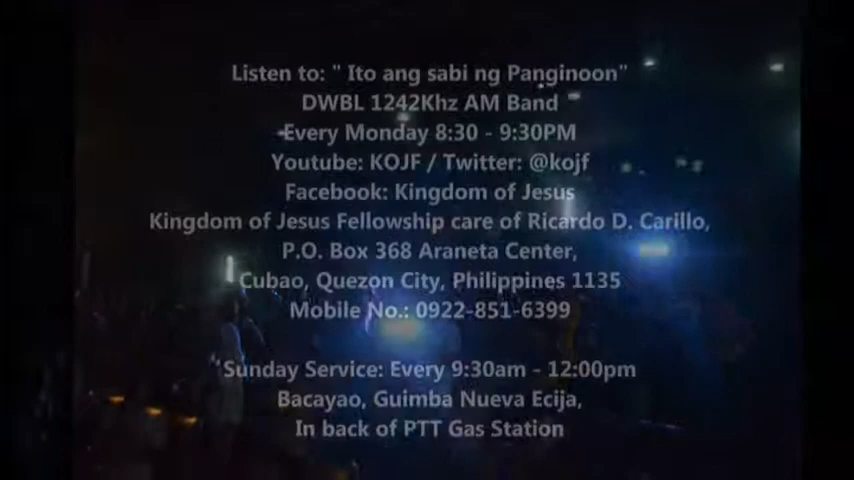 Listen to: " Ito ang sabi ng Panginoon"
DWBL 1242Khz AM Band
Every Monday 8:30 - 9:30PM
Youtube: KOJF / Twitter: @kojf
Facebook: Kingdom of Jesus
Kingdom of Jesus Fellowship care of Ricardo D. Carillo,
P.O. Box 368 Araneta Center,
Cubao, Quezon City, Philippines 1135
Mobile No.: 0922-851-6399
Sunday Service: Every 9:30am - 12:00pm
Bacayao, Guimba Nueva Ecija,
In back of PTT Gas Station